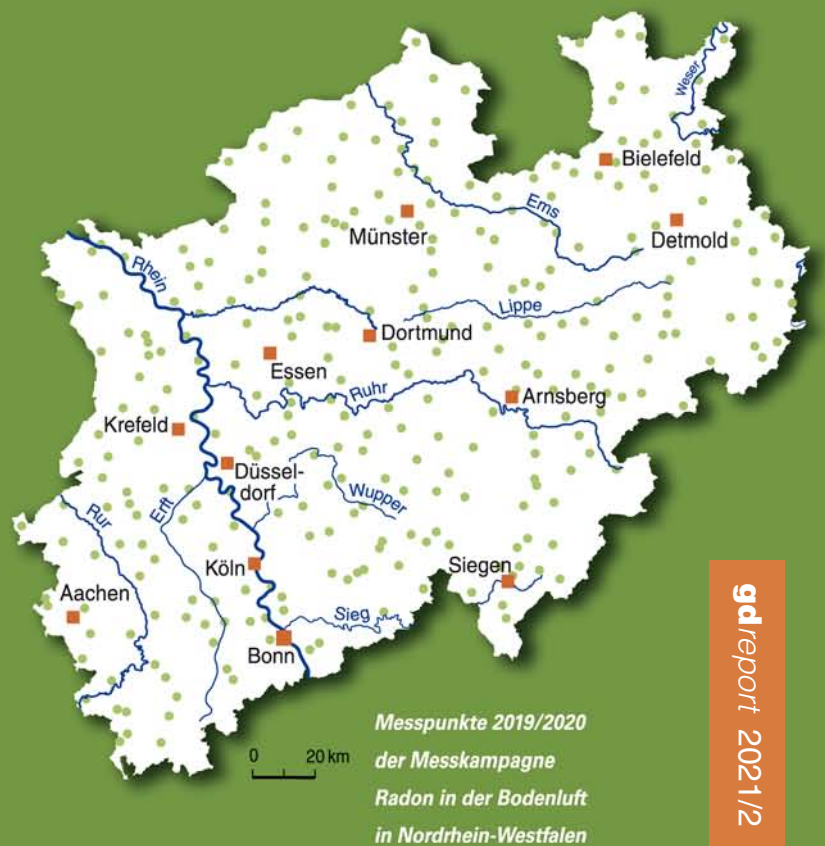 Weser
Bielefeld
Ems
Münster
Detmold
Rhein
Lippe
Dortmund
Essen
Ruhr
Arnsberg
Krefeld
Düssel-
dorf
Wupper
Rur
Erft
Köln
Siegen
Aachen
Sieg
Bonn
0 20 km
Messpunkte 2019/2020
der Messkampagne
Radon in der Bodenluft
in Nordrhein-Westfalen
gdreport 2021/2